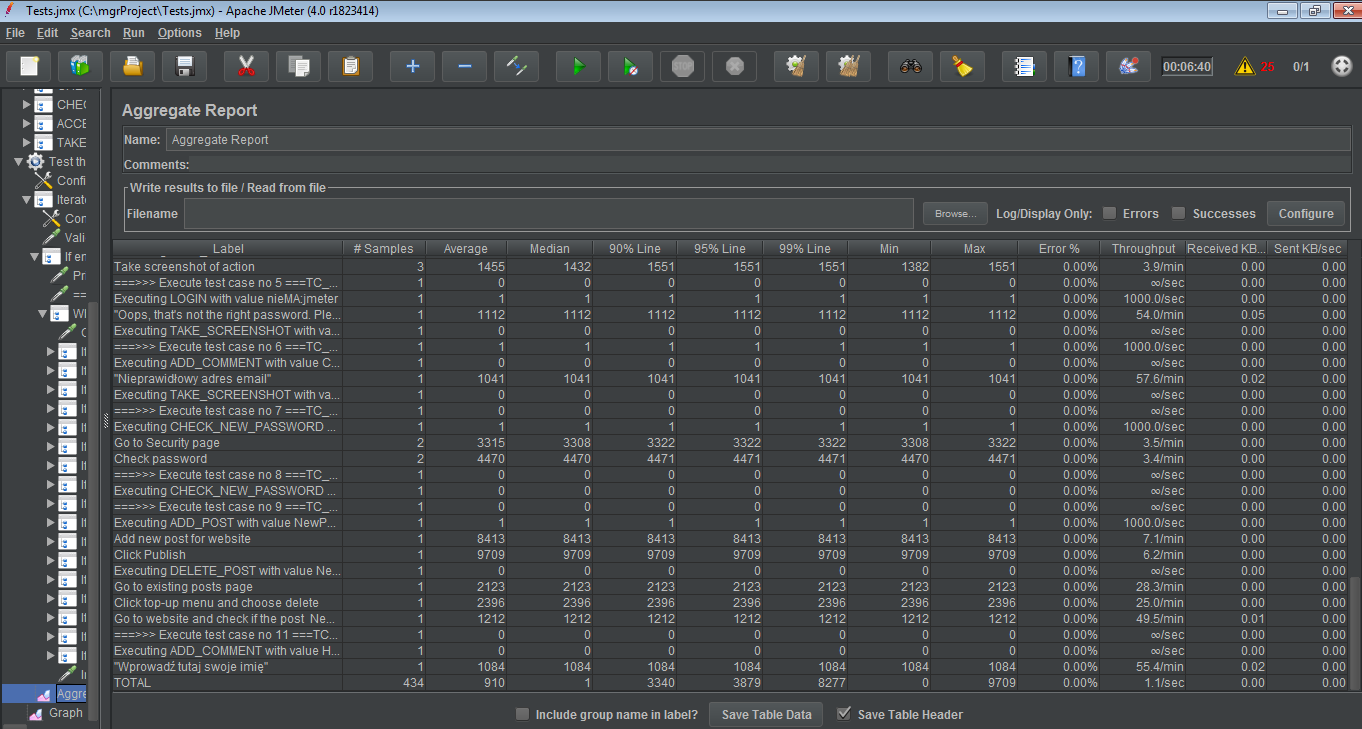 Tests.jmx (C:\mgrProject\Tests.jmx) - Apache JMeter (4.0 r1823414)
File Edit Search Run Options Help
STOP 00:06:40 25 0/1
CHEC
ACCE
TAKE
Test th
Confi
Iterato
Con
Vali
If en
Pr
==
Aggre
Graph
Aggregate Report
Name: Aggregate Report
Comments:
Write results to file / Read from file
Filename Browse... Log/Display Only: Errors Successes Configure
Label # Samples Average Median 90% Line 95% Line 99% Line Min Max Error % Throughput Received KB... Sent KB/sec
Take screenshot of action 3 1455 1432 1551 1551 1551 1382 1551 0.00% 3.9/min 0.00 0.00
===>>> Execute test case no 5 ===TC_... 1 0 0 0 0 0 0 0 0.00% ∞/sec 0.00 0.00
Executing LOGIN with value nieMA:jmeter 1 1 1 1 1 1 1 1 0.00% 1000.0/sec 0.00 0.00
"Oops, that's not the right password. Ple... 1 1112 1112 1112 1112 1112 1112 1112 0.00% 54.0/min 0.05 0.00
Executing TAKE_SCREENSHOT with va... 1 0 0 0 0 0 0 0 0.00% ∞/sec 0.00 0.00
===>>> Execute test case no 6 ===TC_... 1 1 1 1 1 1 1 1 0.00% 1000.0/sec 0.00 0.00
Executing ADD_COMMENT with value C... 1 0 0 0 0 0 0 0 0.00% ∞/sec 0.00 0.00
"Nieprawidłowy adres email" 1 1041 1041 1041 1041 1041 1041 1041 0.00% 57.6/min 0.02 0.00
Executing TAKE_SCREENSHOT with va... 1 0 0 0 0 0 0 0 0.00% ∞/sec 0.00 0.00
===>>> Execute test case no 7 ===TC_... 1 0 0 0 0 0 0 0 0.00% ∞/sec 0.00 0.00
Executing CHECK_NEW_PASSWORD ... 1 1 1 1 1 1 1 1 0.00% 1000.0/sec 0.00 0.00
Go to Security page 2 3315 3308 3322 3322 3322 3308 3322 0.00% 3.5/min 0.00 0.00
Check password 2 4470 4470 4471 4471 4471 4470 4471 0.00% 3.4/min 0.00 0.00
===>>> Execute test case no 8 ===TC_... 1 0 0 0 0 0 0 0 0.00% ∞/sec 0.00 0.00
Executing CHECK_NEW_PASSWORD ... 1 0 0 0 0 0 0 0 0.00% ∞/sec 0.00 0.00
===>>> Execute test case no 9 ===TC_... 1 0 0 0 0 0 0 0 0.00% ∞/sec 0.00 0.00
Executing ADD_POST with value NewP... 1 1 1 1 1 1 1 1 0.00% 1000.0/sec 0.00 0.00
Add new post for website 1 8413 8413 8413 8413 8413 8413 8413 0.00% 7.1/min 0.00 0.00
Click Publish 1 9709 9709 9709 9709 9709 9709 9709 0.00% 6.2/min 0.00 0.00
Executing DELETE_POST with value Ne... 1 0 0 0 0 0 0 0 0.00% ∞/sec 0.00 0.00
Go to existing posts page 1 2123 2123 2123 2123 2123 2123 2123 0.00% 28.3/min 0.00 0.00
Click top-up menu and choose delete 1 2396 2396 2396 2396 2396 2396 2396 0.00% 25.0/min 0.00 0.00
Go to website and check if the post Ne... 1 1212 1212 1212 1212 1212 1212 1212 0.00% 49.5/min 0.01 0.00
===>>> Execute test case no 11 ===TC... 1 0 0 0 0 0 0 0 0.00% ∞/sec 0.00 0.00
Executing ADD_COMMENT with value H... 1 0 0 0 0 0 0 0 0.00% ∞/sec 0.00 0.00
"Wprowadź tutaj swoje imię" 1 1084 1084 1084 1084 1084 1084 1084 0.00% 55.4/min 0.02 0.00
TOTAL 434 910 1 3340 3879 8277 0 9709 0.00% 1.1/sec 0.00 0.00
Include group name in label? Save Table Data Save Table Header